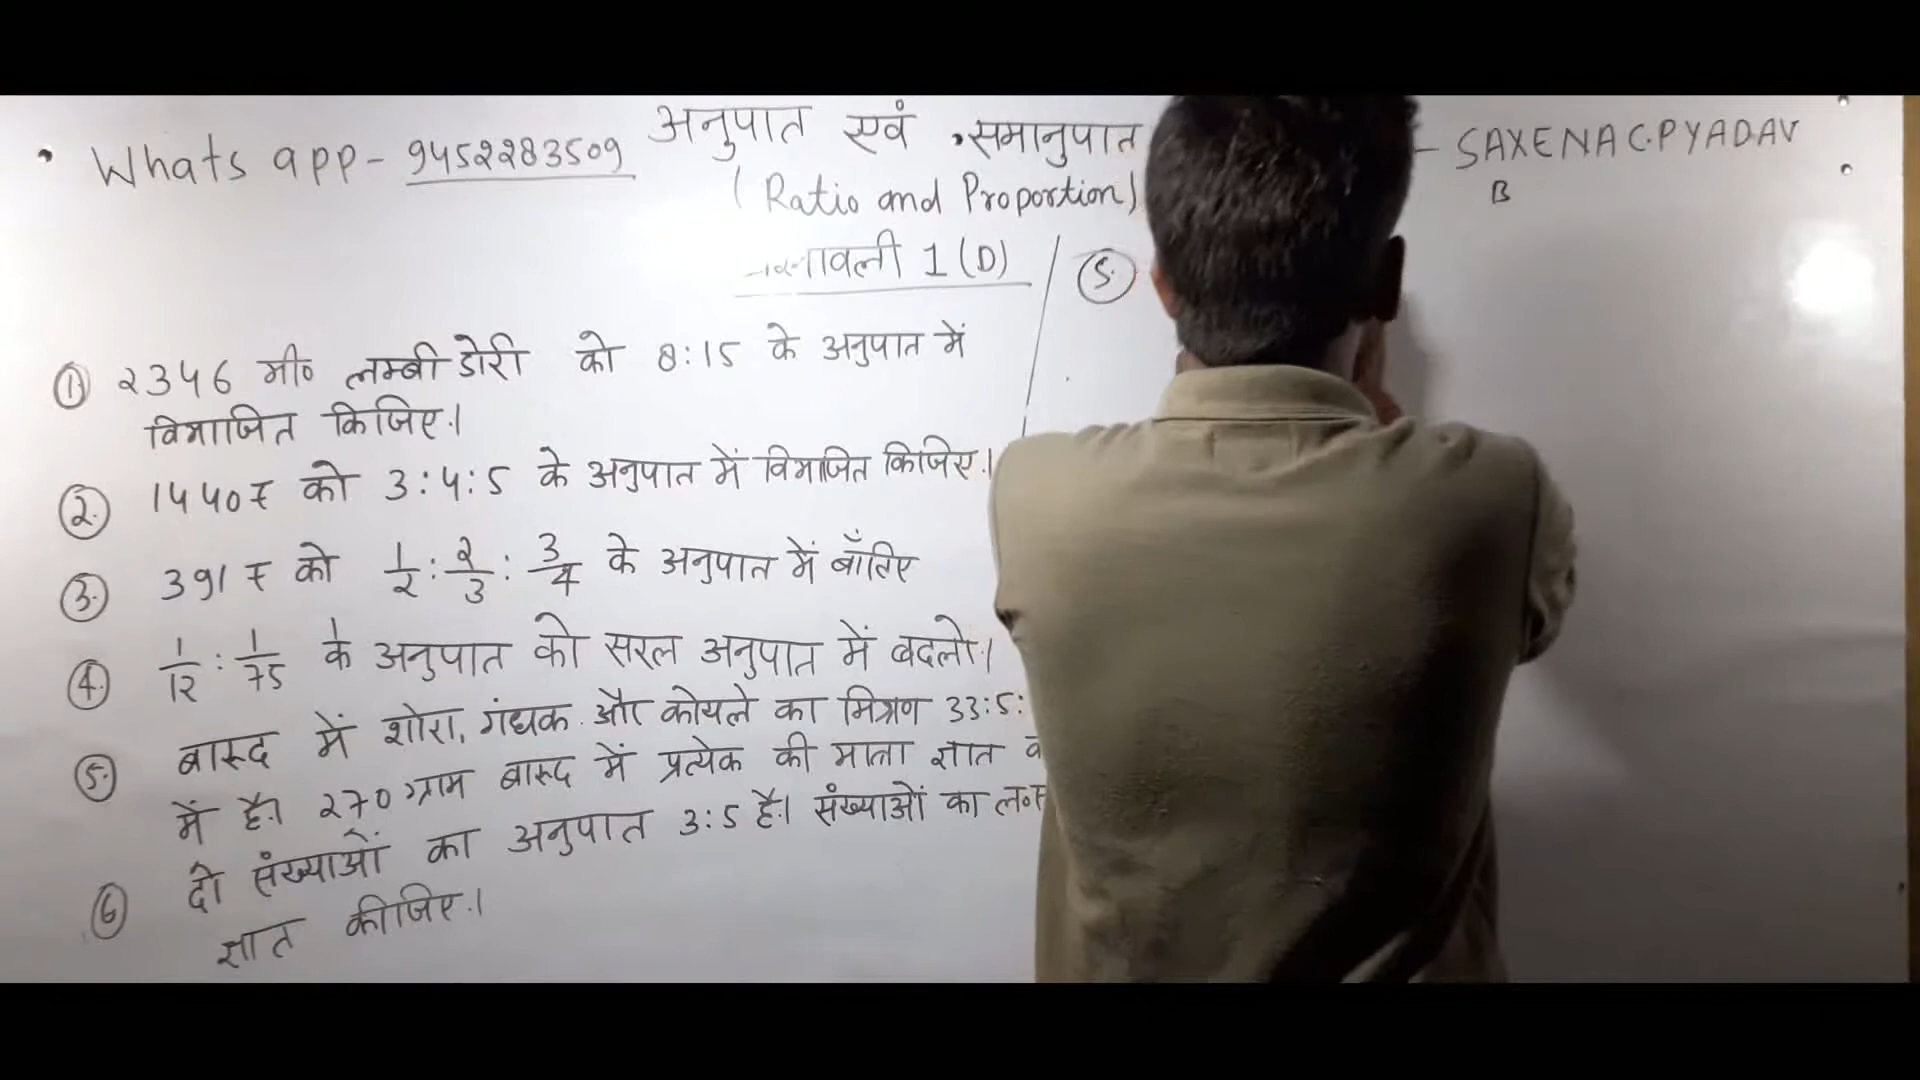 Whats app - 9452283509
अनुपात एवं समानुपात
- SAXENA C.P YADAV
B
(Ratio and Proportion)
1 (D)
5.
① 2346 मी० लम्बी डोरी को 8:15 के अनुपात में
विभाजित किजिए।
② 1440₹ को 3:4:5 के अनुपात में विभाजित किजिए।
③ 391₹ को 1/2 : 2/3 : 3/4 के अनुपात में बाँटिए
④ 1/12 : 1/75 के अनुपात को सरल अनुपात में बदलो।
⑤ बारूद में शोरा, गंधक और कोयले का मिश्रण 33:5:
में है। 270 ग्राम बारूद में प्रत्येक की मात्रा ज्ञात
⑥ दो संख्याओं का अनुपात 3:5 है। संख्याओं का
ज्ञात कीजिए।